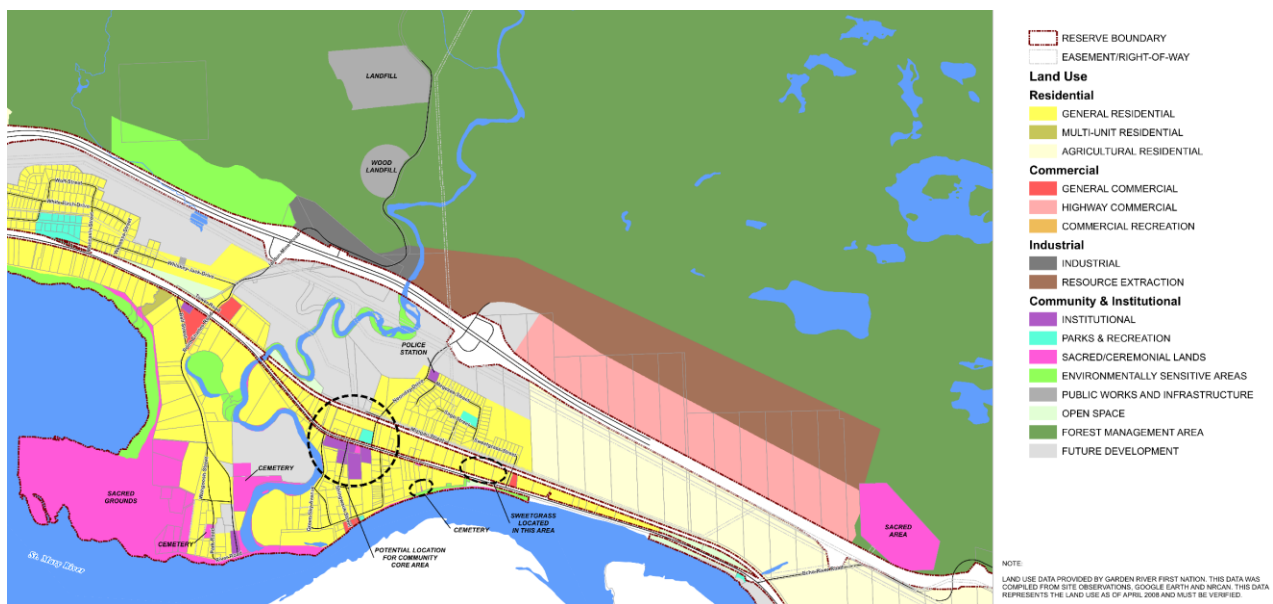 LANDFILL
WOOD
LANDFILL
POLICE
STATION
CEMETERY
SACRED
GROUNDS
CEMETERY
CEMETERY
SWEETGRASS
LOCATED
IN THIS AREA
POTENTIAL LOCATION
FOR COMMUNITY
CORE AREA
SACRED
AREA
St. Mary River
RESERVE BOUNDARY
EASEMENT/RIGHT-OF-WAY
Land Use
Residential
GENERAL RESIDENTIAL
MULTI-UNIT RESIDENTIAL
AGRICULTURAL RESIDENTIAL
Commercial
GENERAL COMMERCIAL
HIGHWAY COMMERCIAL
COMMERCIAL RECREATION
Industrial
INDUSTRIAL
RESOURCE EXTRACTION
Community & Institutional
INSTITUTIONAL
PARKS & RECREATION
SACRED/CEREMONIAL LANDS
ENVIRONMENTALLY SENSITIVE AREAS
PUBLIC WORKS AND INFRASTRUCTURE
OPEN SPACE
FOREST MANAGEMENT AREA
FUTURE DEVELOPMENT
NOTE:
LAND USE DATA PROVIDED BY GARDEN RIVER FIRST NATION. THIS DATA WAS
COMPILED FROM SITE OBSERVATIONS, GOOGLE EARTH AND NRCAN. THIS DATA
REPRESENTS THE LAND USE AS OF APRIL 2008 AND MUST BE VERIFIED.